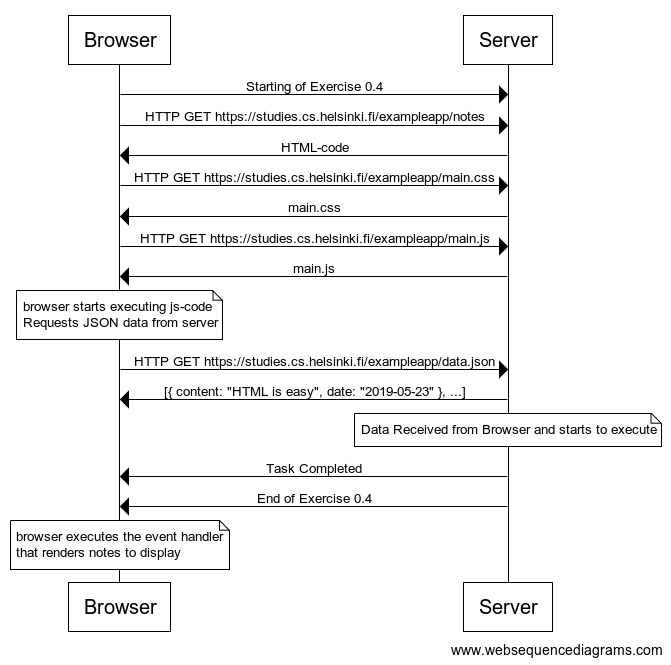 Browser
Server
Starting of Exercise 0.4
HTTP GET https://studies.cs.helsinki.fi/exampleapp/notes
HTML-code
HTTP GET https://studies.cs.helsinki.fi/exampleapp/main.css
main.css
HTTP GET https://studies.cs.helsinki.fi/exampleapp/main.js
main.js
browser starts executing js-code
Requests JSON data from server
HTTP GET https://studies.cs.helsinki.fi/exampleapp/data.json
[{ content: "HTML is easy", date: "2019-05-23" }, ...]
Data Received from Browser and starts to execute
Task Completed
End of Exercise 0.4
browser executes the event handler
that renders notes to display
Browser
Server
www.websequencediagrams.com